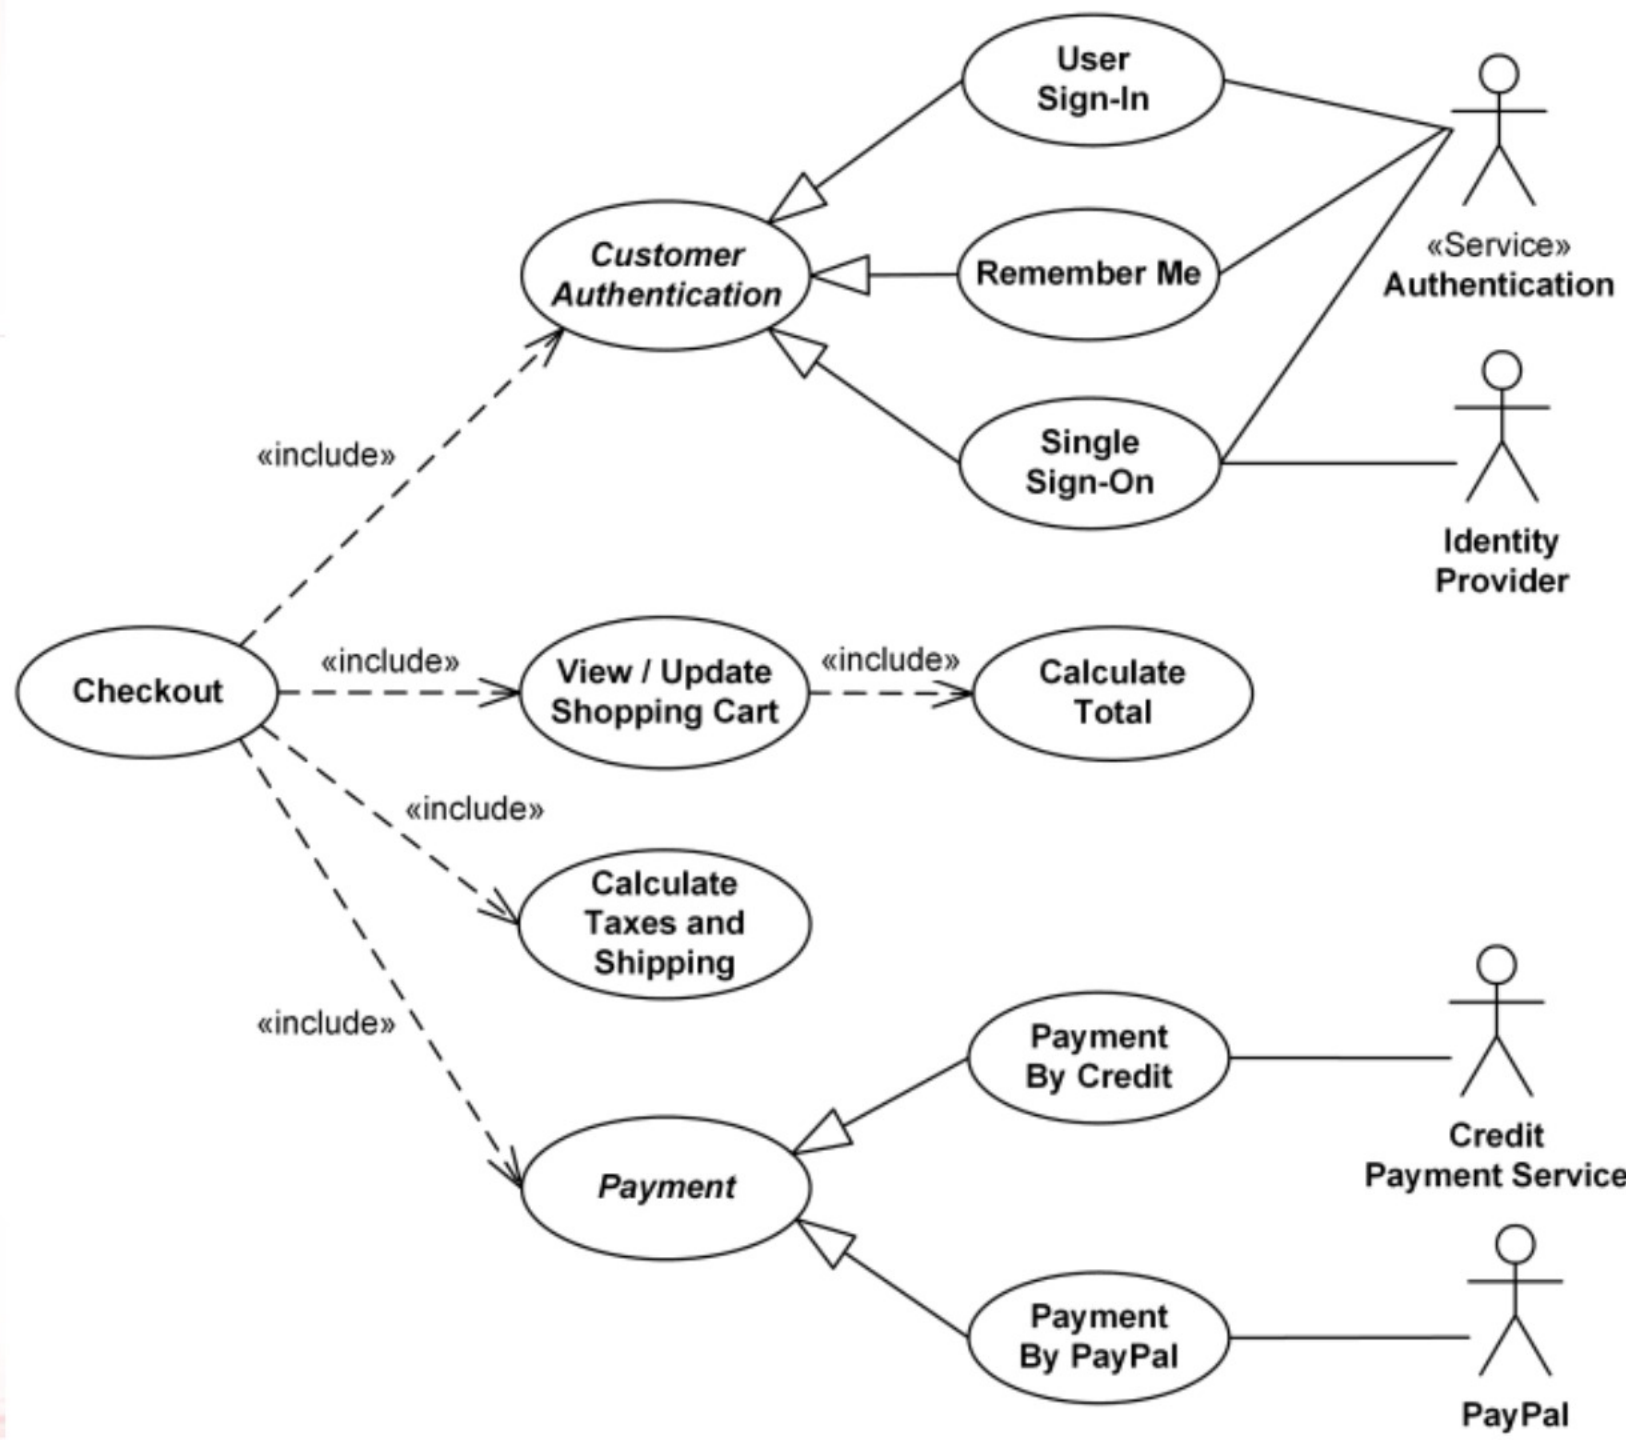 User
Sign-In
«Service»
Authentication
Customer
Authentication
Remember Me
Single
Sign-On
Identity
Provider
«include»
Checkout
«include»
View / Update
Shopping Cart
«include»
Calculate
Total
«include»
Calculate
Taxes and
Shipping
«include»
Payment
By Credit
Credit
Payment Service
Payment
Payment
By PayPal
PayPal